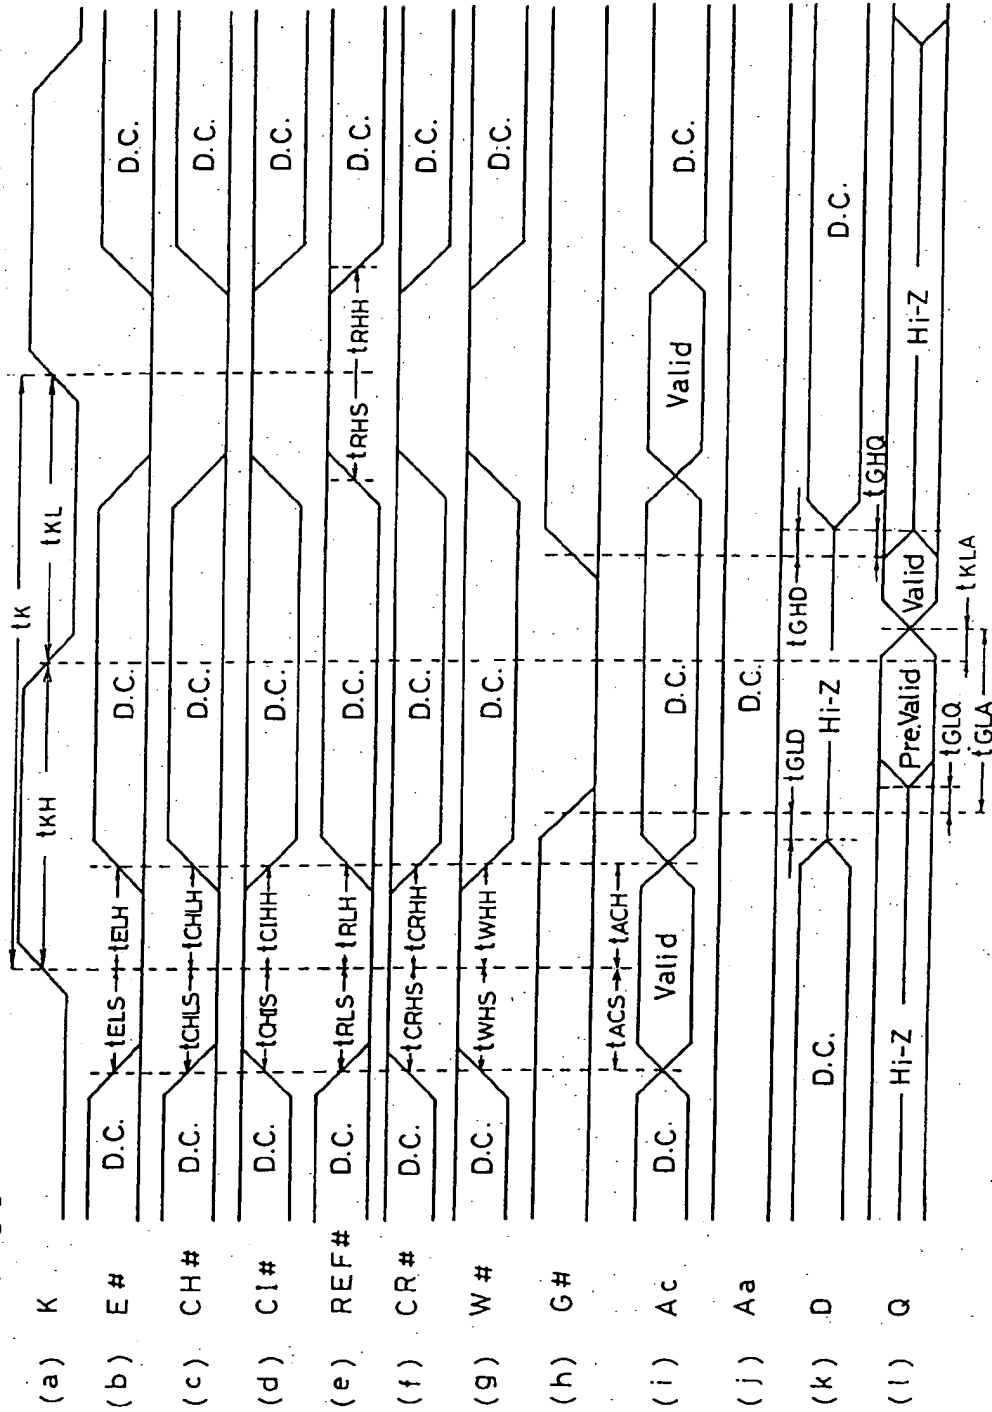 tK
tKH tKL
(a) K
(b) E# D.C. tELS tELH D.C. D.C.
(c) CH# D.C. tCHLS tCHLH D.C. D.C.
(d) CI# D.C. tCHIS tCIHH D.C. D.C.
(e) REF# D.C. tRLS tRLH D.C. tRHS tRHH D.C.
(f) CR# D.C. tCRHS tCRHH D.C. D.C.
(g) W# D.C. tWHS tWHH D.C. D.C.
(h) G#
tACS tACH
(i) Ac D.C. Valid D.C. Valid D.C.
(j) Aa D.C.
tGLD tGHD
(k) D D.C. Hi-Z D.C.
tGHQ
(l) Q Hi-Z Pre.Valid Valid Hi-Z
tGLQ tKLA
tGLA